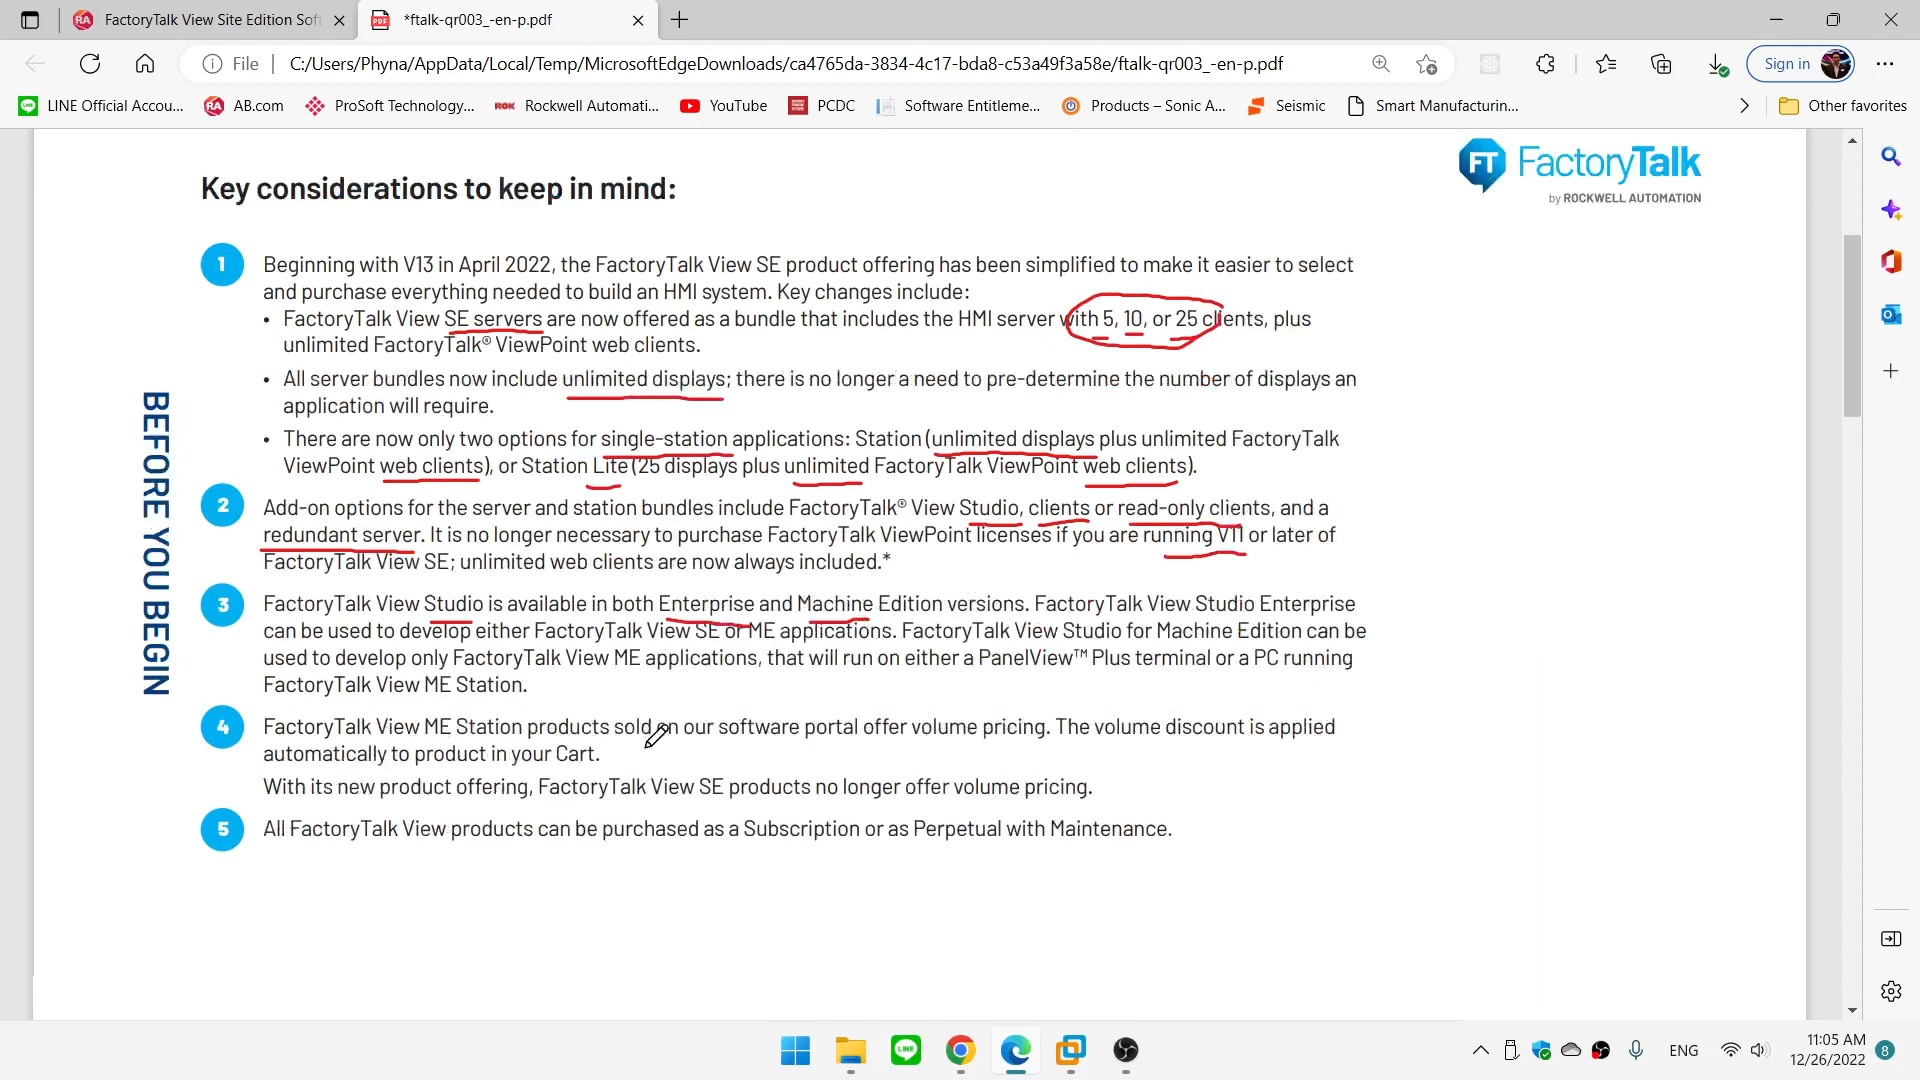 FactoryTalk View Site Edition Soft
*ftalk-qr003_-en-p.pdf
File
C:/Users/Phyna/AppData/Local/Temp/MicrosoftEdgeDownloads/ca4765da-3834-4c17-bda8-c53a49f3a58e/ftalk-qr003_-en-p.pdf
Sign in
LINE Official Accou...
AB.com
ProSoft Technology...
Rockwell Automati...
YouTube
PCDC
Software Entitleme...
Products – Sonic A...
Seismic
Smart Manufacturin...
Other favorites
FT FactoryTalk
by ROCKWELL AUTOMATION
Key considerations to keep in mind:
BEFORE YOU BEGIN
1
Beginning with V13 in April 2022, the FactoryTalk View SE product offering has been simplified to make it easier to select
and purchase everything needed to build an HMI system. Key changes include:
• FactoryTalk View SE servers are now offered as a bundle that includes the HMI server with 5, 10, or 25 clients, plus
unlimited FactoryTalk® ViewPoint web clients.
• All server bundles now include unlimited displays; there is no longer a need to pre-determine the number of displays an
application will require.
• There are now only two options for single-station applications: Station (unlimited displays plus unlimited FactoryTalk
ViewPoint web clients), or Station Lite (25 displays plus unlimited FactoryTalk ViewPoint web clients).
2
Add-on options for the server and station bundles include FactoryTalk® View Studio, clients or read-only clients, and a
redundant server. It is no longer necessary to purchase FactoryTalk ViewPoint licenses if you are running V11 or later of
FactoryTalk View SE; unlimited web clients are now always included.*
3
FactoryTalk View Studio is available in both Enterprise and Machine Edition versions. FactoryTalk View Studio Enterprise
can be used to develop either FactoryTalk View SE or ME applications. FactoryTalk View Studio for Machine Edition can be
used to develop only FactoryTalk View ME applications, that will run on either a PanelView™ Plus terminal or a PC running
FactoryTalk View ME Station.
4
FactoryTalk View ME Station products sold on our software portal offer volume pricing. The volume discount is applied
automatically to product in your Cart.
With its new product offering, FactoryTalk View SE products no longer offer volume pricing.
5
All FactoryTalk View products can be purchased as a Subscription or as Perpetual with Maintenance.
ENG
11:05 AM
12/26/2022
8